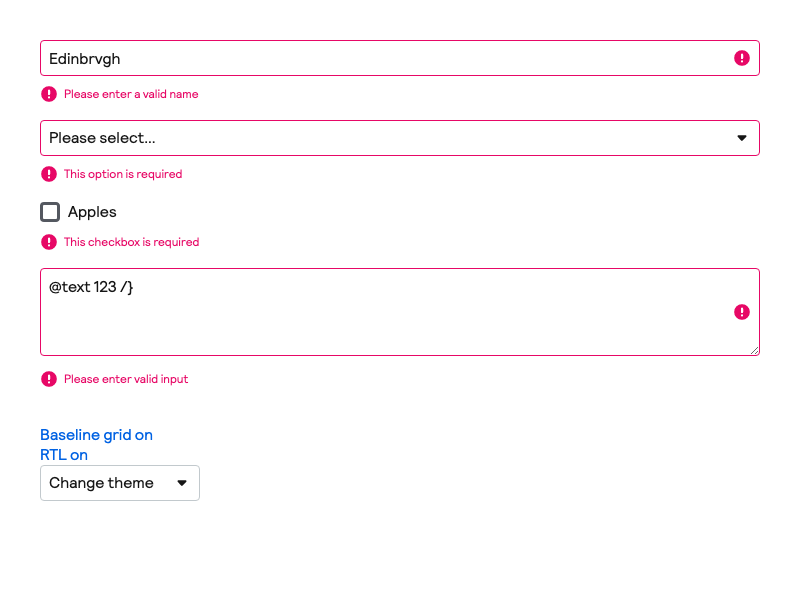 Edinbrvgh
Please enter a valid name
Please select...
This option is required
Apples
This checkbox is required
@text 123 /}
Please enter valid input
Baseline grid on
RTL on
Change theme